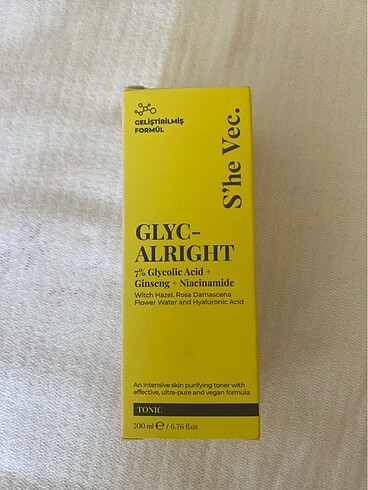 GELİŞTİRİLMİŞ
FORMÜL
S'he Vec.
GLYC-
ALRIGHT
7% Glycolic Acid +
Ginseng + Niacinamide
Witch Hazel, Rosa Damascena
Flower Water and Hyaluronic Acid
An intensive skin purifying toner with
effective, ultra-pure and vegan formula
TONIC
200 ml ℮ / 6.76 fl.oz